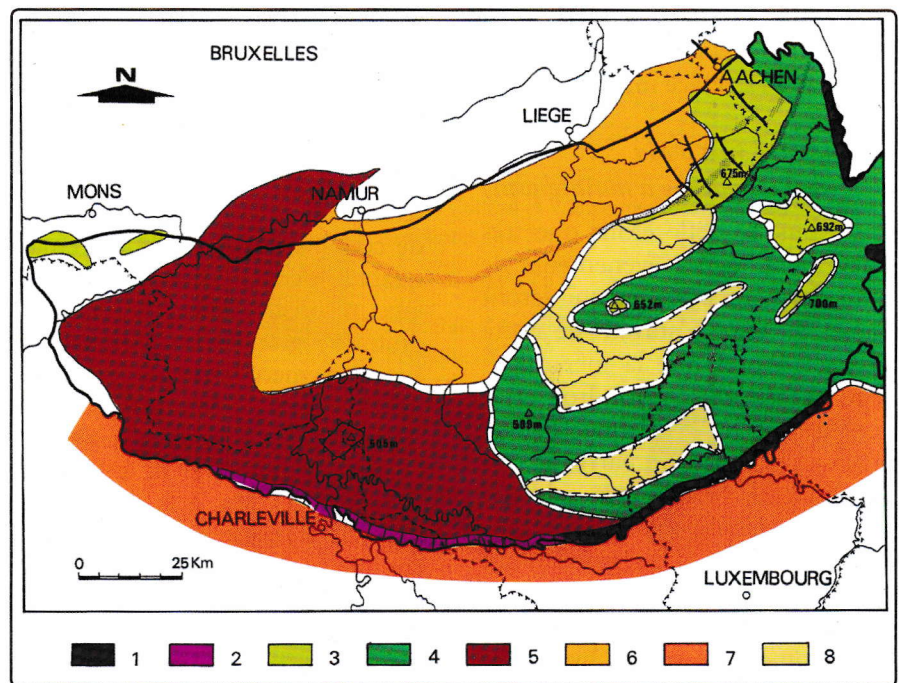 BRUXELLES
N
AACHEN
LIEGE
675m
MONS
NAMUR
692m
652m
700m
589m
505m
CHARLEVILLE
0 25 Km
LUXEMBOURG
1 2 3 4 5 6 7 8